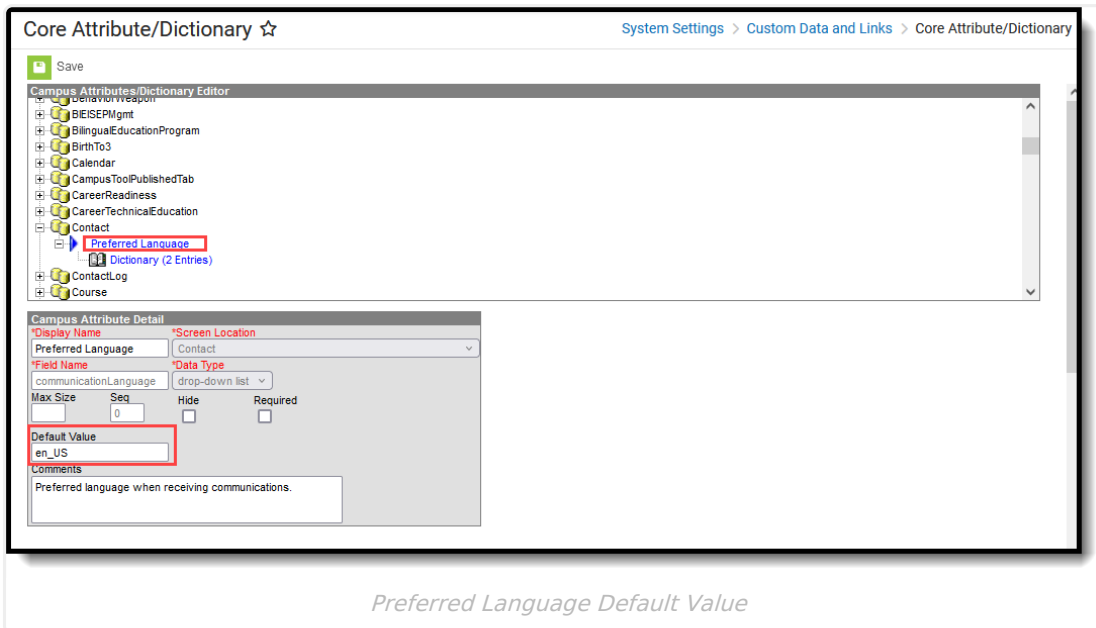 Core Attribute/Dictionary
System Settings > Custom Data and Links > Core Attribute/Dictionary
Save
Campus Attributes/Dictionary Editor
BehaviorWeapon
BIEISEPMgmt
BilingualEducationProgram
BirthTo3
Calendar
CampusToolPublishedTab
CareerReadiness
CareerTechnicalEducation
Contact
Preferred Language
Dictionary (2 Entries)
ContactLog
Course
Campus Attribute Detail
*Display Name *Screen Location
Preferred Language Contact
*Field Name *Data Type
communicationLanguage drop-down list
Max Size Seq Hide Required
0
Default Value
en_US
Comments
Preferred language when receiving communications.
Preferred Language Default Value